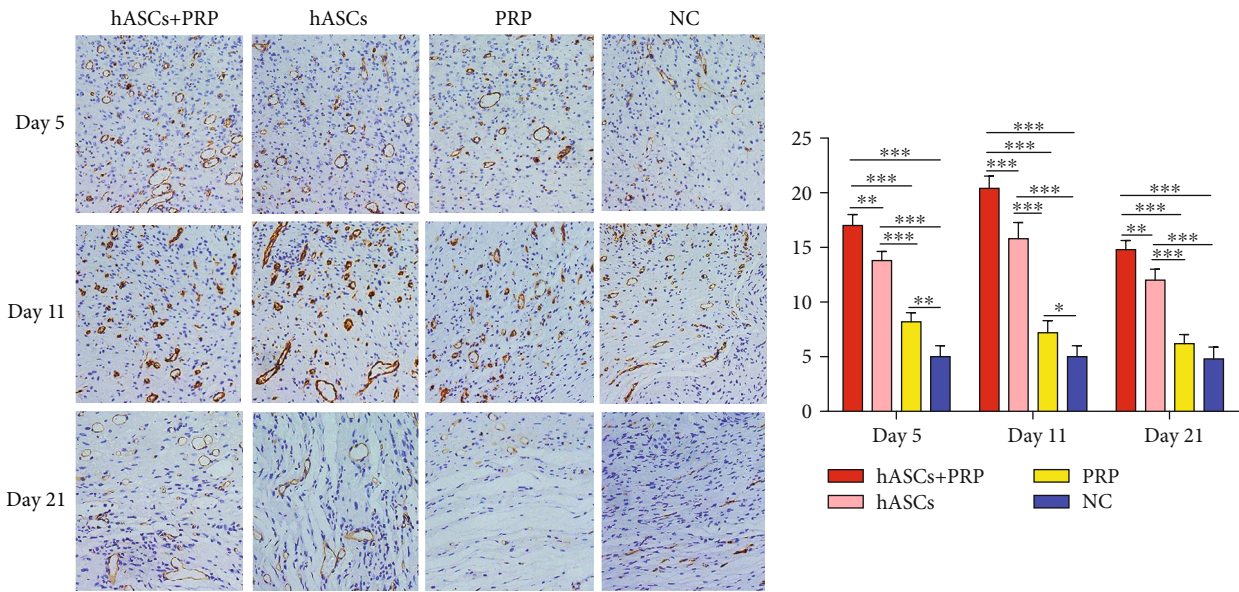 hASCs+PRP hASCs PRP NC
Day 5
Day 11
Day 21
25
20
15
10
5
0
***
***
**
***
***
**
***
***
***
***
***
*
***
***
**
***
***
Day 5 Day 11 Day 21
hASCs+PRP
hASCs
PRP
NC